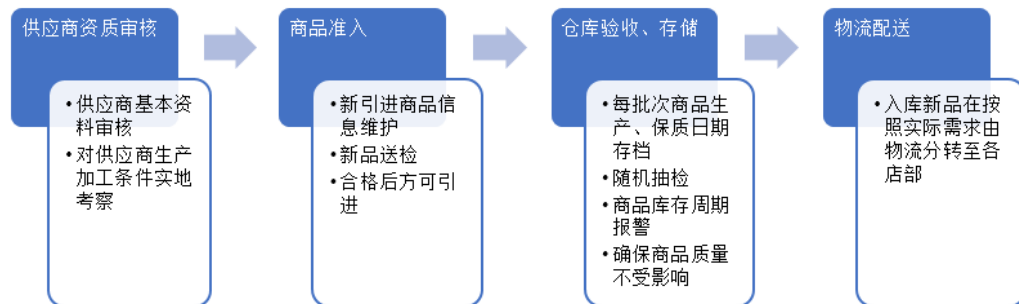 供应商资质审核
•供应商基本资
料审核
•对供应商生产
加工条件实地
考察
商品准入
•新引进商品信
息维护
•新品送检
•合格后方可引
进
仓库验收、存储
•每批次商品生
产、保质日期
存档
•随机抽检
•商品库存周期
报警
•确保商品质量
不受影响
物流配送
•入库新品在按
照实际需求由
物流分转至各
店部